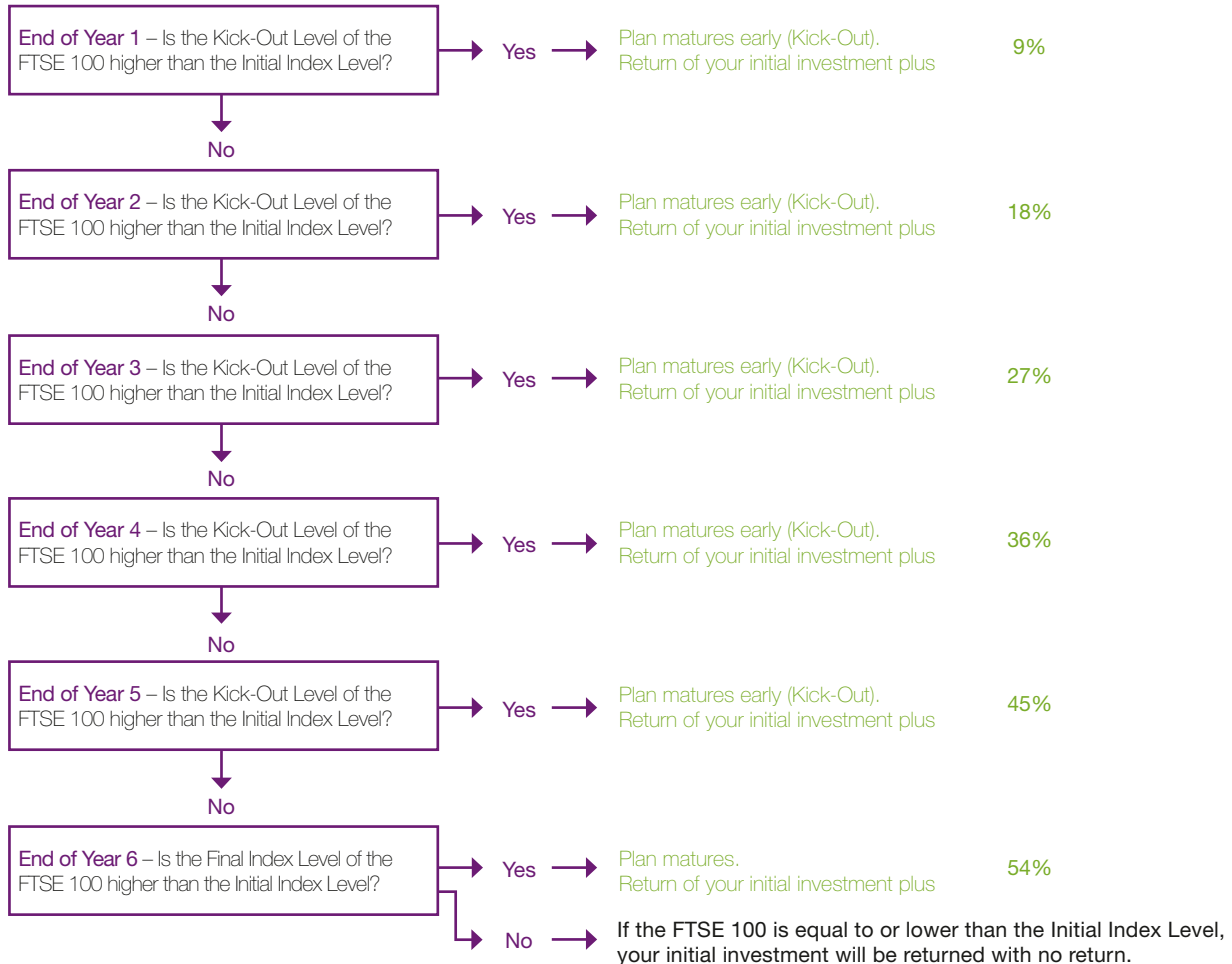 End of Year 1 – Is the Kick-Out Level of the
FTSE 100 higher than the Initial Index Level?
Yes
Plan matures early (Kick-Out).
Return of your initial investment plus
9%
No
End of Year 2 – Is the Kick-Out Level of the
FTSE 100 higher than the Initial Index Level?
Yes
Plan matures early (Kick-Out).
Return of your initial investment plus
18%
No
End of Year 3 – Is the Kick-Out Level of the
FTSE 100 higher than the Initial Index Level?
Yes
Plan matures early (Kick-Out).
Return of your initial investment plus
27%
No
End of Year 4 – Is the Kick-Out Level of the
FTSE 100 higher than the Initial Index Level?
Yes
Plan matures early (Kick-Out).
Return of your initial investment plus
36%
No
End of Year 5 – Is the Kick-Out Level of the
FTSE 100 higher than the Initial Index Level?
Yes
Plan matures early (Kick-Out).
Return of your initial investment plus
45%
No
End of Year 6 – Is the Final Index Level of the
FTSE 100 higher than the Initial Index Level?
Yes
Plan matures.
Return of your initial investment plus
54%
No
If the FTSE 100 is equal to or lower than the Initial Index Level,
your initial investment will be returned with no return.